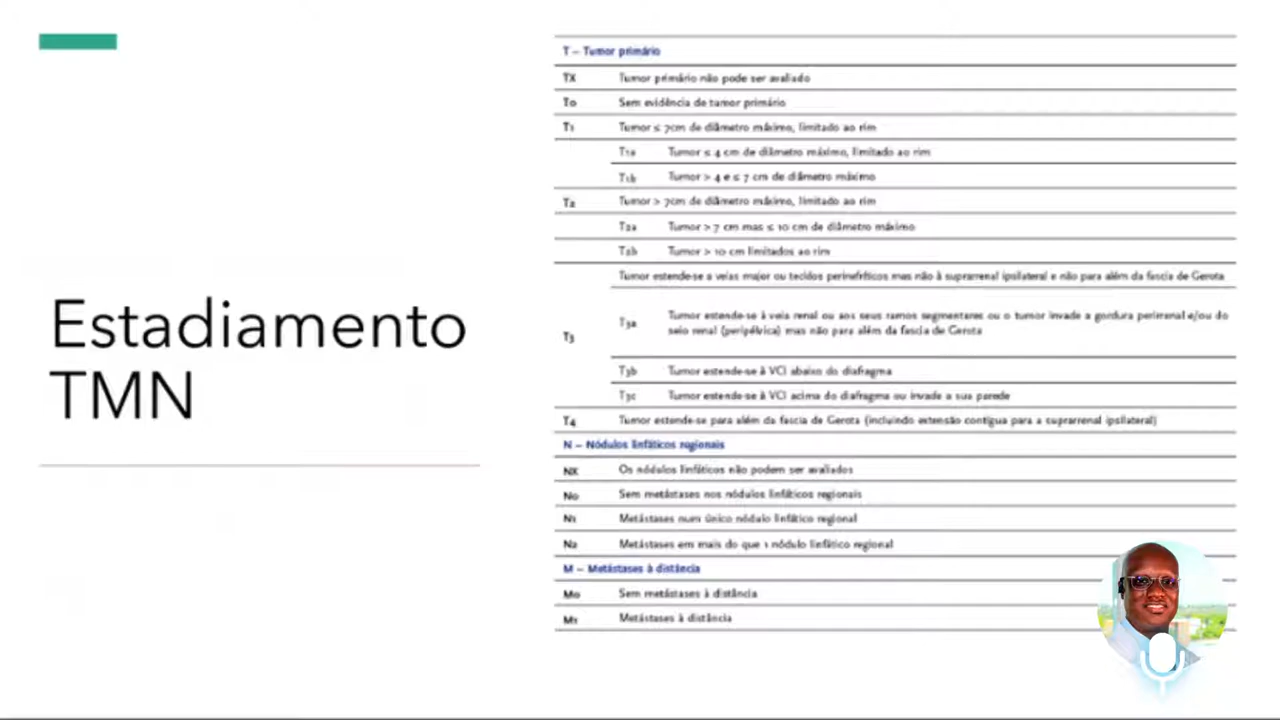 Estadiamento
TMN
T – Tumor primário
TX Tumor primário não pode ser avaliado
T0 Sem evidência de tumor primário
T1 Tumor ≤ 7cm de diâmetro máximo, limitado ao rim
T1a Tumor ≤ 4 cm de diâmetro máximo, limitado ao rim
T1b Tumor > 4 e ≤ 7 cm de diâmetro máximo
T2 Tumor > 7cm de diâmetro máximo, limitado ao rim
T2a Tumor > 7 cm mas ≤ 10 cm de diâmetro máximo
T2b Tumor > 10 cm limitados ao rim
Tumor estende-se a veias major ou tecidos perinefríticos mas não à suprarrenal ipsilateral e não para além da fascia de Gerota
T3
T3a Tumor estende-se à veia renal ou aos seus ramos segmentares ou o tumor invade a gordura perirrenal e/ou do
seio renal (peripélvica) mas não para além da fascia de Gerota
T3b Tumor estende-se à VCI abaixo do diafragma
T3c Tumor estende-se à VCI acima do diafragma ou invade a sua parede
T4 Tumor estende-se para além da fascia de Gerota (incluindo extensão contígua para a suprarrenal ipsilateral)
N – Nódulos linfáticos regionais
NX Os nódulos linfáticos não podem ser avaliados
N0 Sem metástases nos nódulos linfáticos regionais
N1 Metástases num único nódulo linfático regional
N2 Metástases em mais do que 1 nódulo linfático regional
M – Metástases à distância
M0 Sem metástases à distância
M1 Metástases à distância